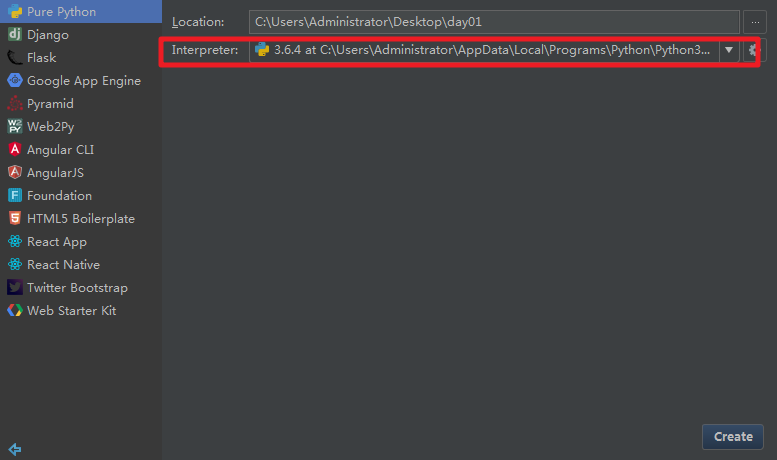 Pure Python
Django
Flask
Google App Engine
Pyramid
Web2Py
Angular CLI
AngularJS
Foundation
HTML5 Boilerplate
React App
React Native
Twitter Bootstrap
Web Starter Kit
Location: C:\Users\Administrator\Desktop\day01 ...
Interpreter: 3.6.4 at C:\Users\Administrator\AppData\Local\Programs\Python\Python3...
Create